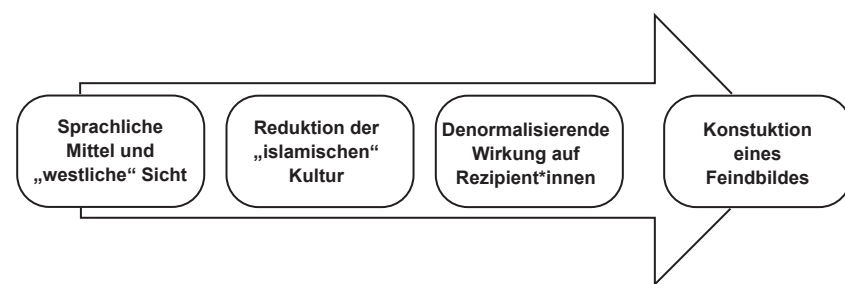 Sprachliche
Mittel und
„westliche“ Sicht
Reduktion der
„islamischen“
Kultur
Denormalisierende
Wirkung auf
Rezipient*innen
Konstuktion
eines
Feindbildes